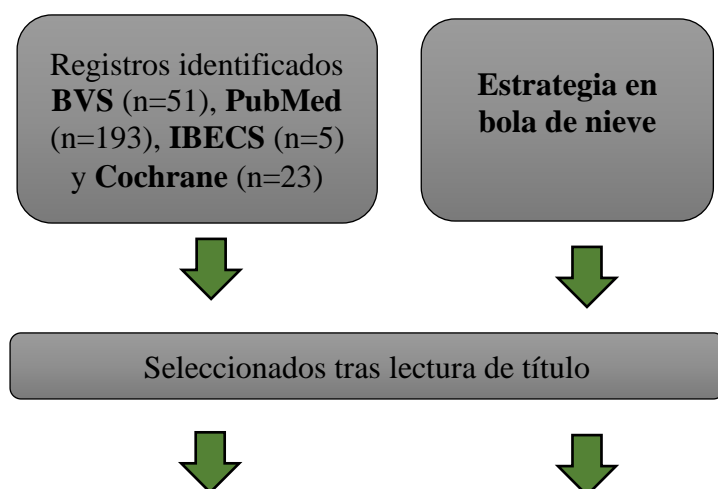 Registros identificados
BVS (n=51), PubMed
(n=193), IBECS (n=5)
y Cochrane (n=23)
Estrategia en
bola de nieve
Seleccionados tras lectura de título